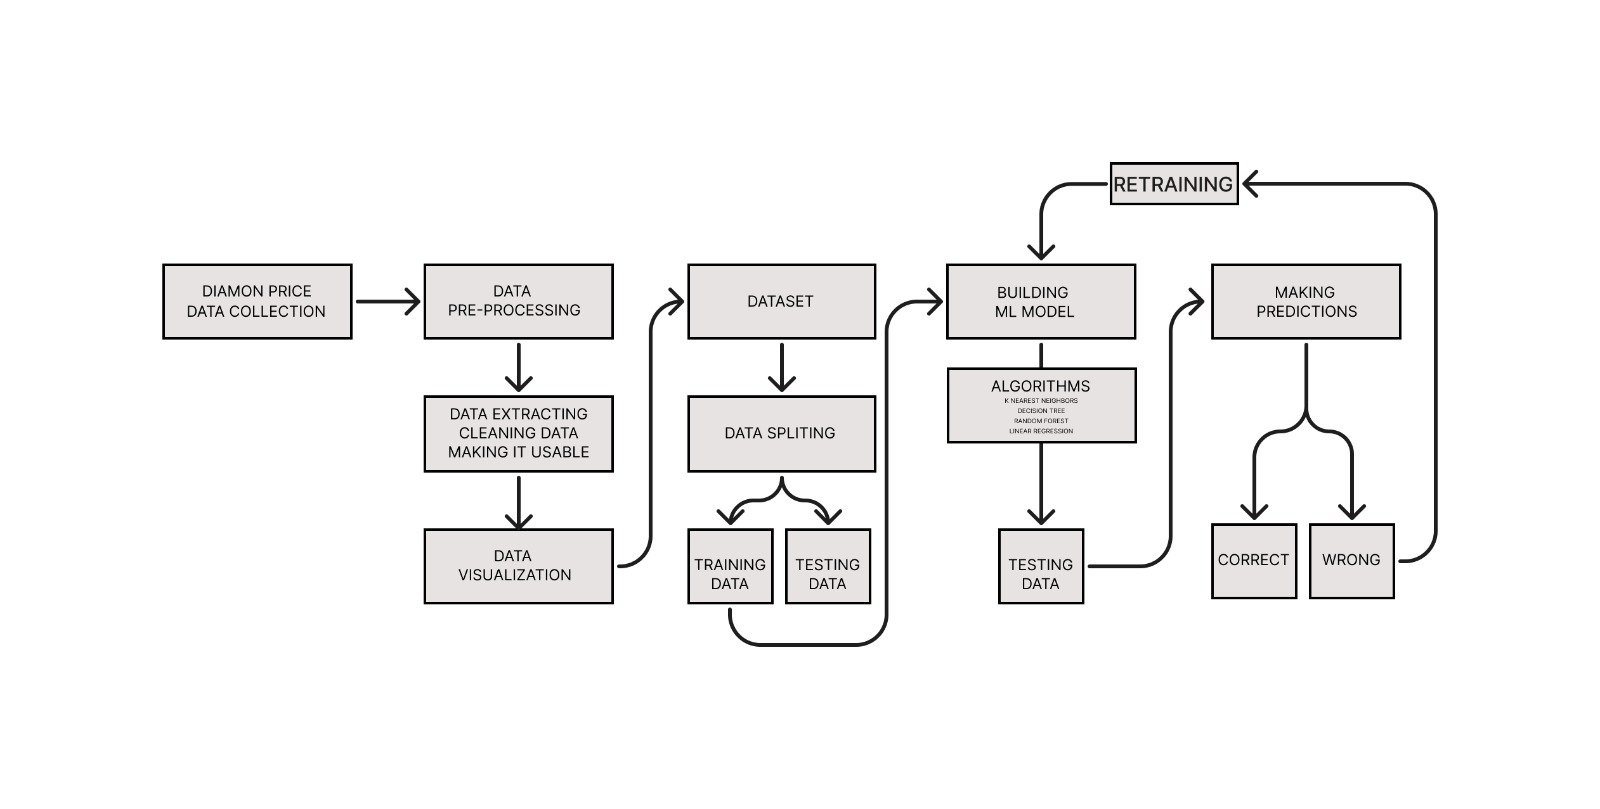 DIAMON PRICE
DATA COLLECTION
DATA
PRE-PROCESSING
DATA EXTRACTING
CLEANING DATA
MAKING IT USABLE
DATA
VISUALIZATION
DATASET
DATA SPLITING
TRAINING
DATA
TESTING
DATA
RETRAINING
BUILDING
ML MODEL
ALGORITHMS
K NEAREST NEIGHBORS
DECISION TREE
RANDOM FOREST
LINEAR REGRESSION
TESTING
DATA
MAKING
PREDICTIONS
CORRECT
WRONG